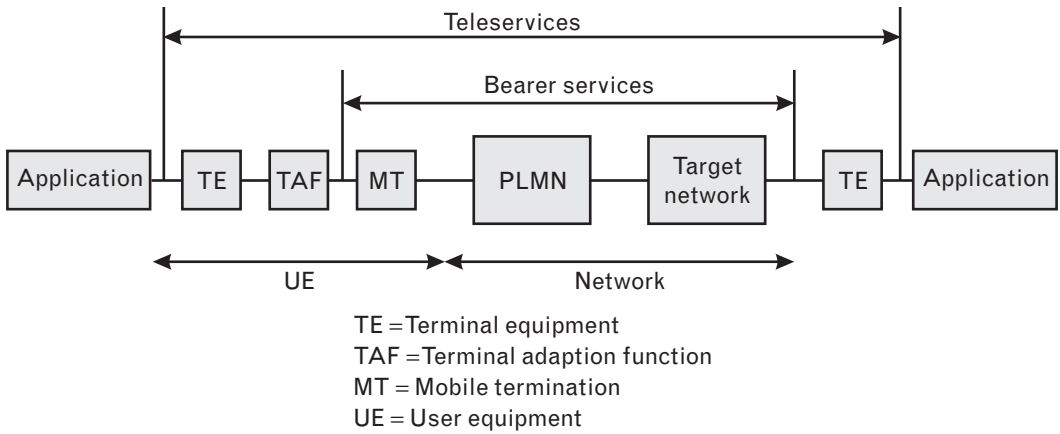 Teleservices
Bearer services
Application
TE
TAF
MT
PLMN
Target
network
TE
Application
UE
Network
TE = Terminal equipment
TAF = Terminal adaption function
MT = Mobile termination
UE = User equipment